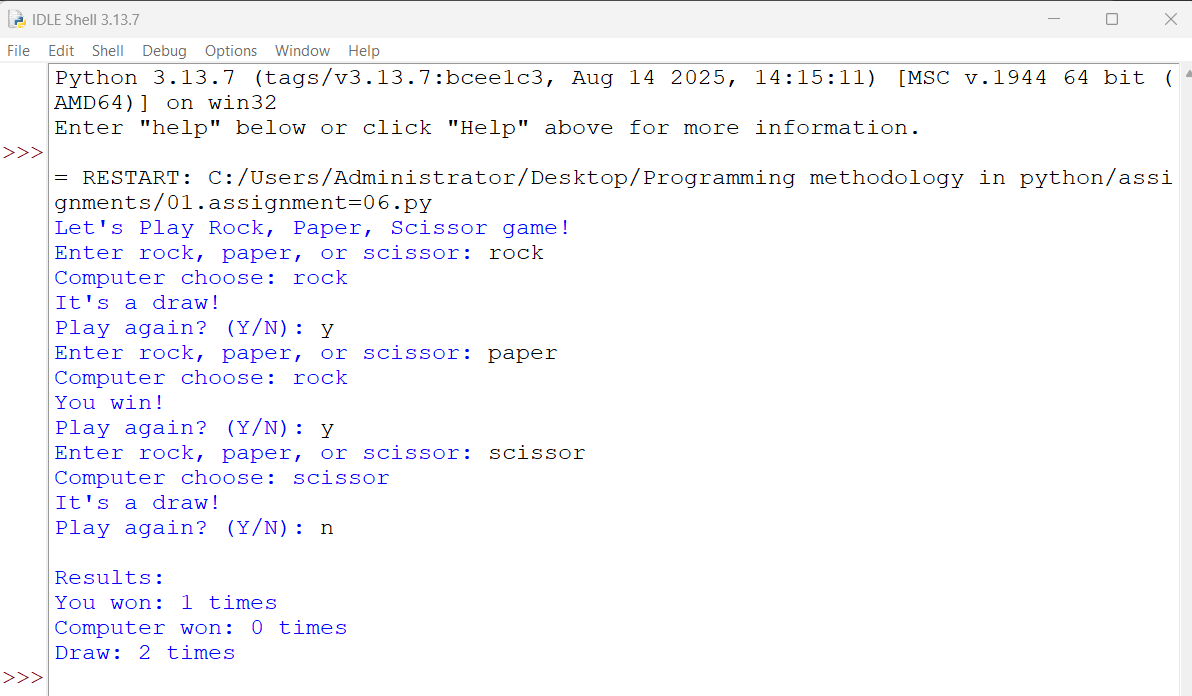 IDLE Shell 3.13.7
File Edit Shell Debug Options Window Help
Python 3.13.7 (tags/v3.13.7:bcee1c3, Aug 14 2025, 14:15:11) [MSC v.1944 64 bit (
AMD64)] on win32
Enter "help" below or click "Help" above for more information.
>>>
= RESTART: C:/Users/Administrator/Desktop/Programming methodology in python/assi
gnments/01.assignment=06.py
Let's Play Rock, Paper, Scissor game!
Enter rock, paper, or scissor: rock
Computer choose: rock
It's a draw!
Play again? (Y/N): y
Enter rock, paper, or scissor: paper
Computer choose: rock
You win!
Play again? (Y/N): y
Enter rock, paper, or scissor: scissor
Computer choose: scissor
It's a draw!
Play again? (Y/N): n
Results:
You won: 1 times
Computer won: 0 times
Draw: 2 times
>>>